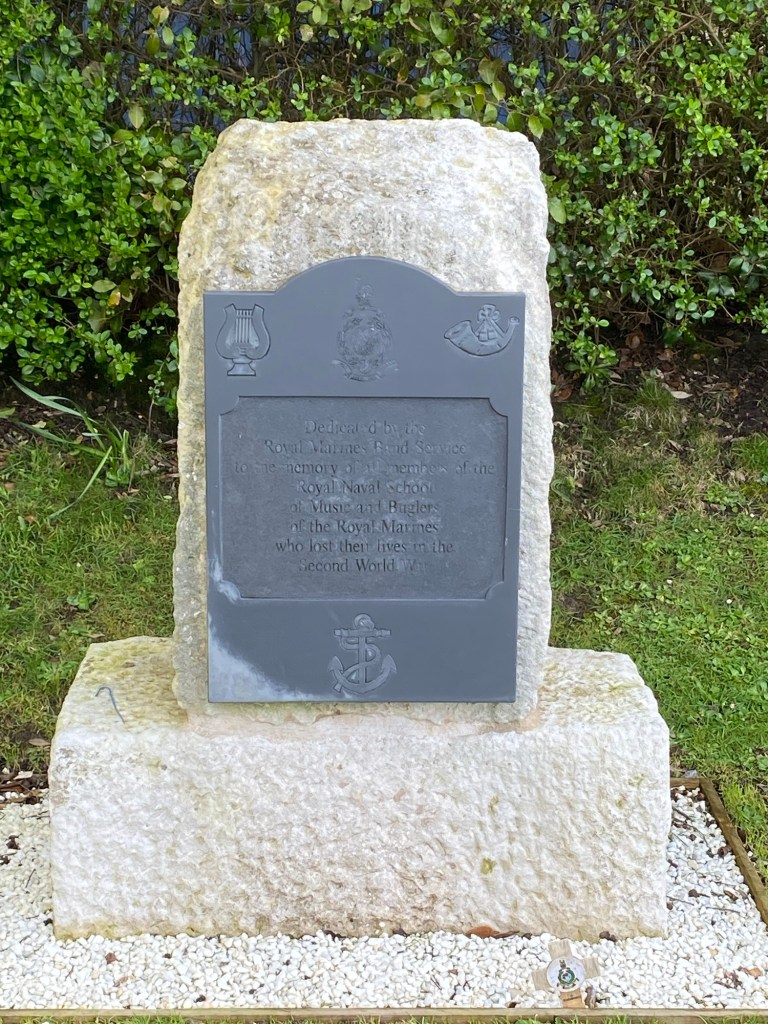 Dedicated by the
Royal Marines Band Service
to the memory of all members of the
Royal Naval School
of Music and Buglers
of the Royal Marines
who lost their lives in the
Second World War